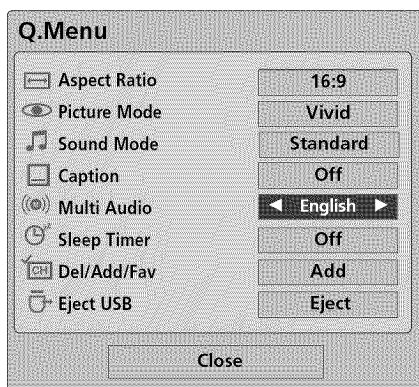 Q.Menu
Aspect Ratio 16:9
Picture Mode Vivid
Sound Mode Standard
Caption Off
Multi Audio ◄ English ►
Sleep Timer Off
CH Del/Add/Fav Add
Eject USB Eject
Close